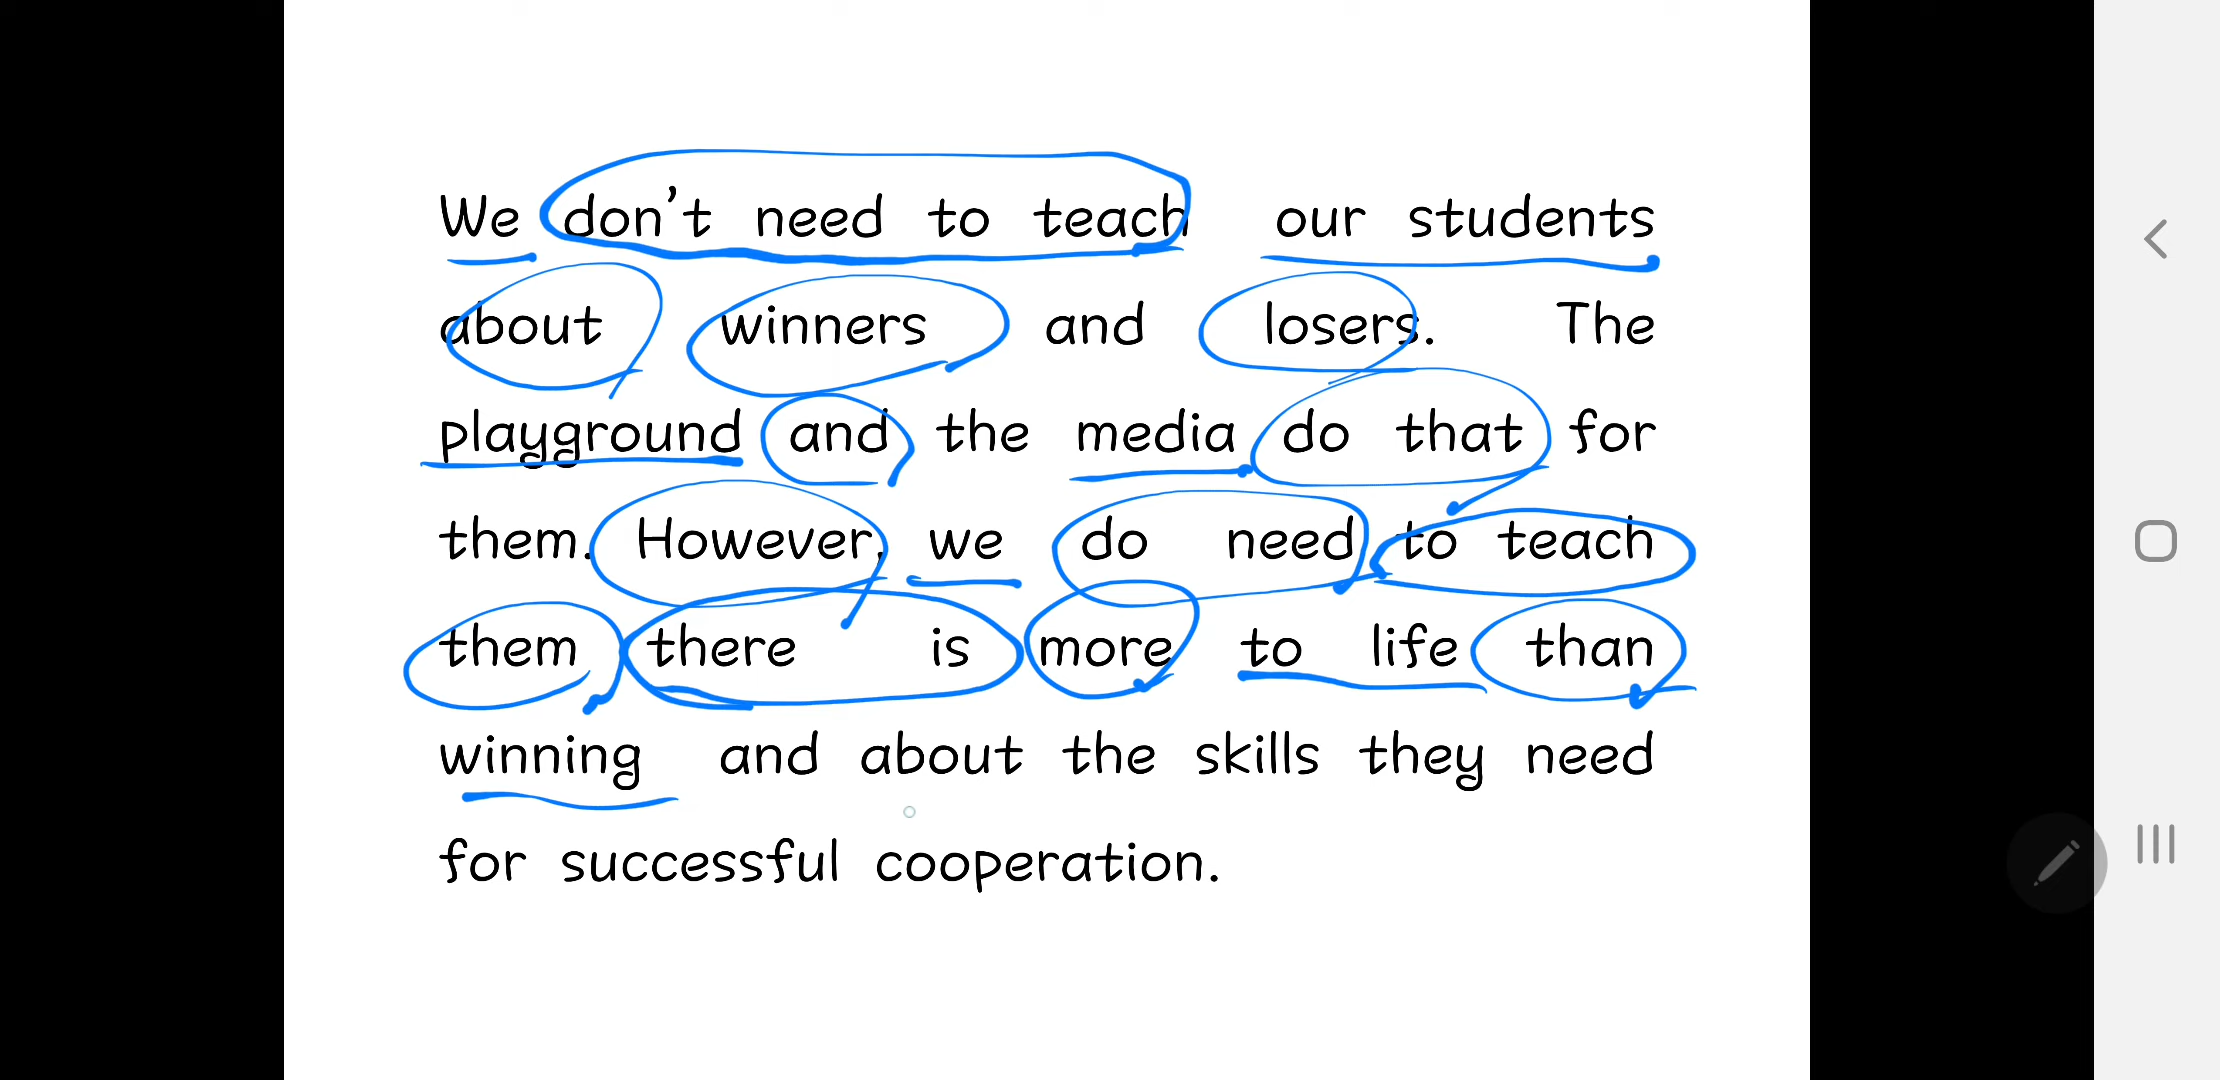 We don't need to teach our students
about winners and losers. The
playground and the media do that for
them. However, we do need to teach
them there is more to life than
winning and about the skills they need
for successful cooperation.